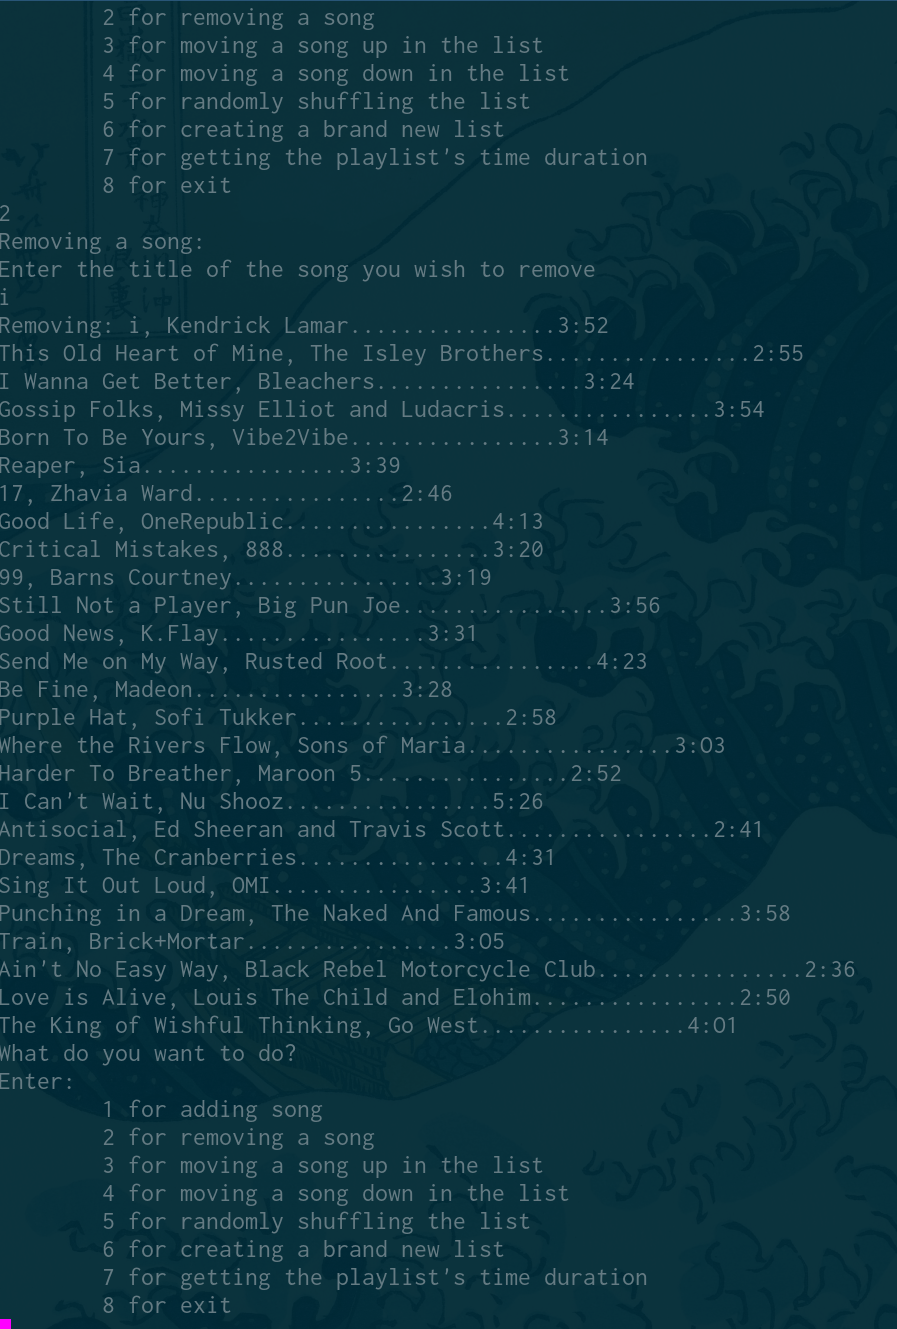 2 for removing a song
3 for moving a song up in the list
4 for moving a song down in the list
5 for randomly shuffling the list
6 for creating a brand new list
7 for getting the playlist's time duration
8 for exit
2
Removing a song:
Enter the title of the song you wish to remove
i
Removing: i, Kendrick Lamar................3:52
This Old Heart of Mine, The Isley Brothers................2:55
I Wanna Get Better, Bleachers................3:24
Gossip Folks, Missy Elliot and Ludacris................3:54
Born To Be Yours, Vibe2Vibe................3:14
Reaper, Sia................3:39
17, Zhavia Ward................2:46
Good Life, OneRepublic................4:13
Critical Mistakes, 888................3:20
99, Barns Courtney................3:19
Still Not a Player, Big Pun Joe................3:56
Good News, K.Flay................3:31
Send Me on My Way, Rusted Root................4:23
Be Fine, Madeon................3:28
Purple Hat, Sofi Tukker................2:58
Where the Rivers Flow, Sons of Maria................3:03
Harder To Breather, Maroon 5................2:52
I Can't Wait, Nu Shooz................5:26
Antisocial, Ed Sheeran and Travis Scott................2:41
Dreams, The Cranberries................4:31
Sing It Out Loud, OMI................3:41
Punching in a Dream, The Naked And Famous................3:58
Train, Brick+Mortar................3:05
Ain't No Easy Way, Black Rebel Motorcycle Club................2:36
Love is Alive, Louis The Child and Elohim................2:50
The King of Wishful Thinking, Go West................4:01
What do you want to do?
Enter:
1 for adding song
2 for removing a song
3 for moving a song up in the list
4 for moving a song down in the list
5 for randomly shuffling the list
6 for creating a brand new list
7 for getting the playlist's time duration
8 for exit